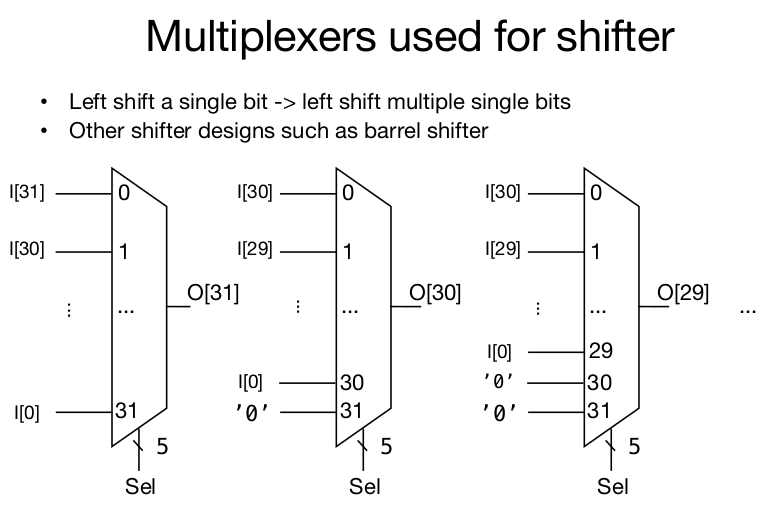 Multiplexers used for shifter
• Left shift a single bit -> left shift multiple single bits
• Other shifter designs such as barrel shifter
I[31] 0
I[30] 1
⋮ ...
I[0] 31
O[31]
5
Sel
I[30] 0
I[29] 1
⋮ ...
I[0] 30
’0’ 31
O[30]
5
Sel
I[30] 0
I[29] 1
⋮ ...
I[0] 29
’0’ 30
’0’ 31
O[29]
5
Sel
...